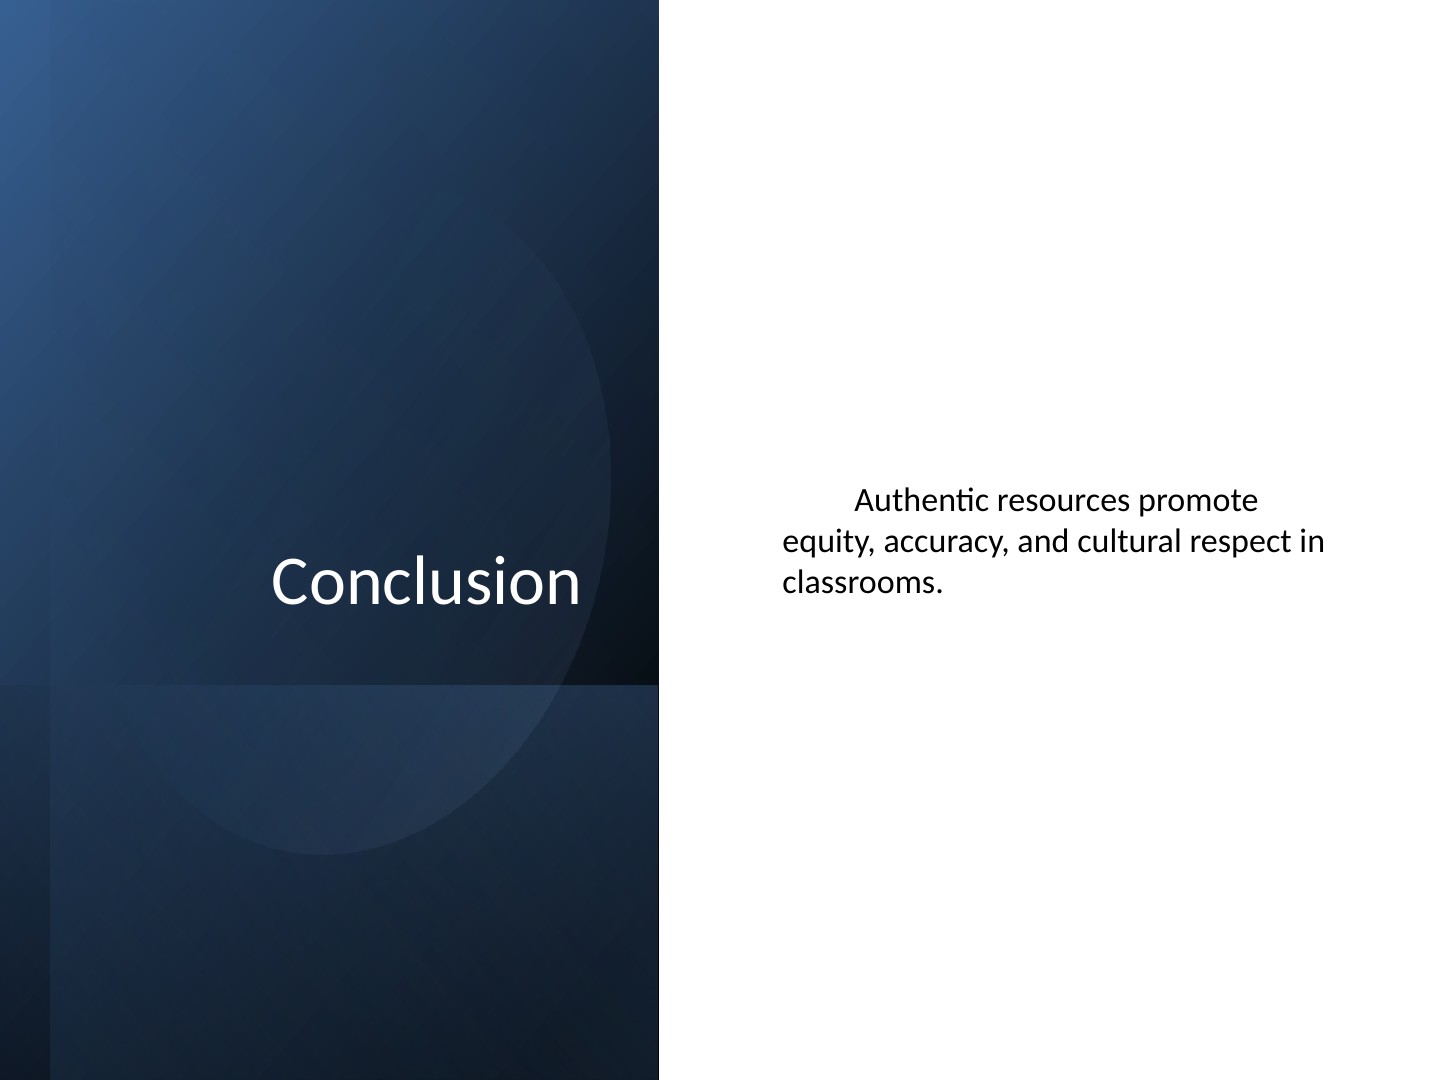 Conclusion
Authentic resources promote
equity, accuracy, and cultural respect in
classrooms.